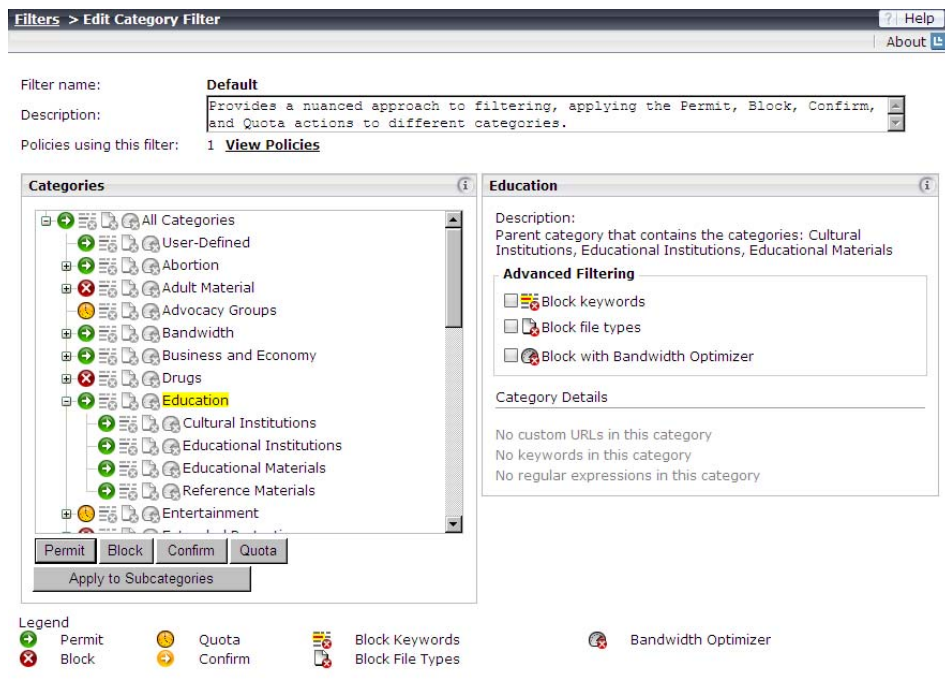 Filters > Edit Category Filter
? Help
About
Filter name: Default
Description: Provides a nuanced approach to filtering, applying the Permit, Block, Confirm,
and Quota actions to different categories.
Policies using this filter: 1 View Policies
Categories
All Categories
User-Defined
Abortion
Adult Material
Advocacy Groups
Bandwidth
Business and Economy
Drugs
Education
Cultural Institutions
Educational Institutions
Educational Materials
Reference Materials
Entertainment
Permit Block Confirm Quota
Apply to Subcategories
Education
Description:
Parent category that contains the categories: Cultural
Institutions, Educational Institutions, Educational Materials
Advanced Filtering
Block keywords
Block file types
Block with Bandwidth Optimizer
Category Details
No custom URLs in this category
No keywords in this category
No regular expressions in this category
Legend
Permit Quota Block Keywords Bandwidth Optimizer
Block Confirm Block File Types